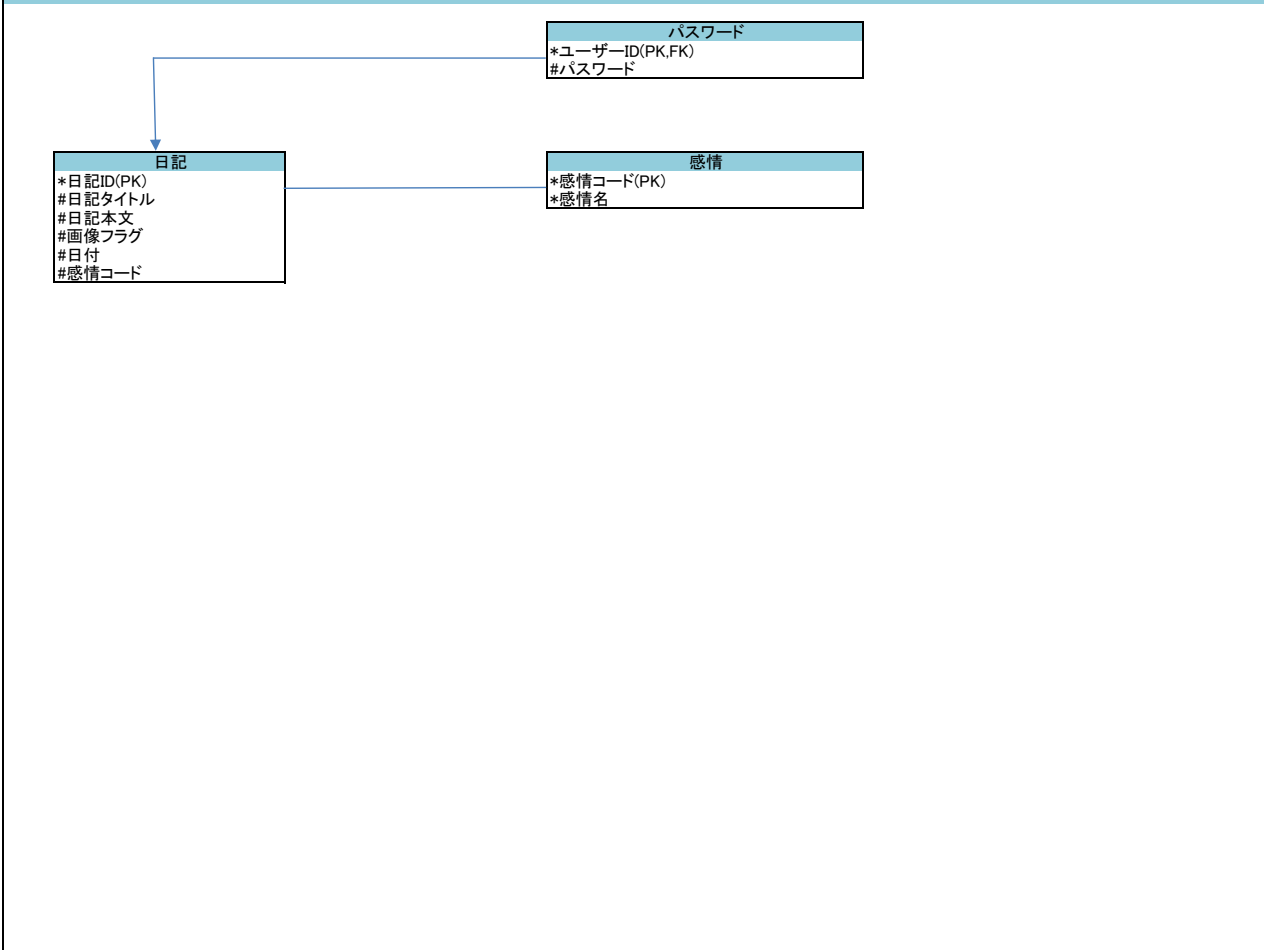 パスワード
*ユーザーID(PK,FK)
#パスワード
日記
*日記ID(PK)
#日記タイトル
#日記本文
#画像フラグ
#日付
#感情コード
感情
*感情コード(PK)
*感情名